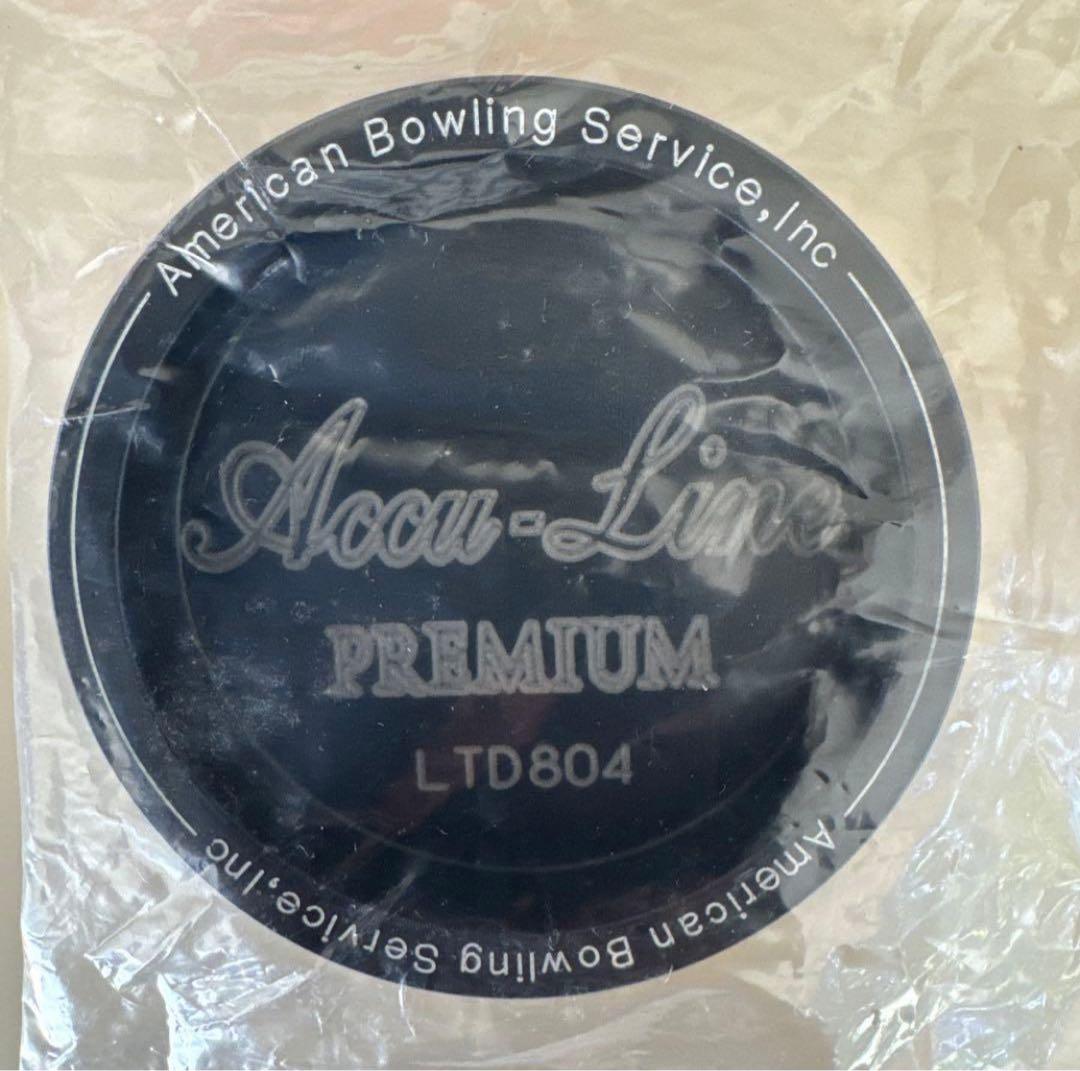 American Bowling Service,Inc
Accu-Line
PREMIUM
LTD804
American Bowling Service,Inc